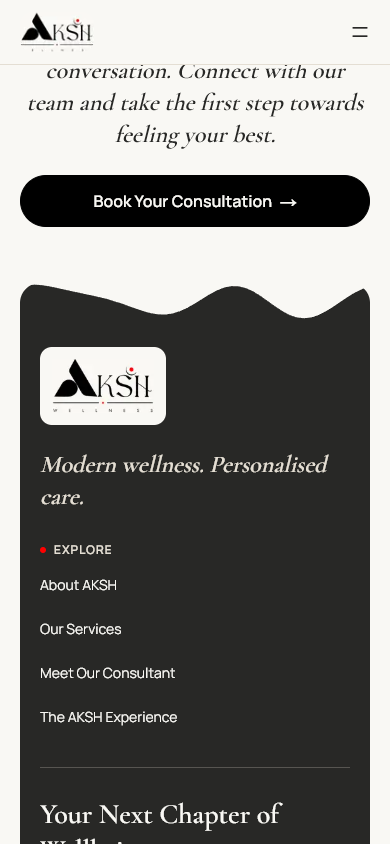 AKSH
WELLNESS
conversation. Connect with our
team and take the first step towards
feeling your best.
Book Your Consultation →
AKSH
WELLNESS
Modern wellness. Personalised
care.
EXPLORE
About AKSH
Our Services
Meet Our Consultant
The AKSH Experience
Your Next Chapter of